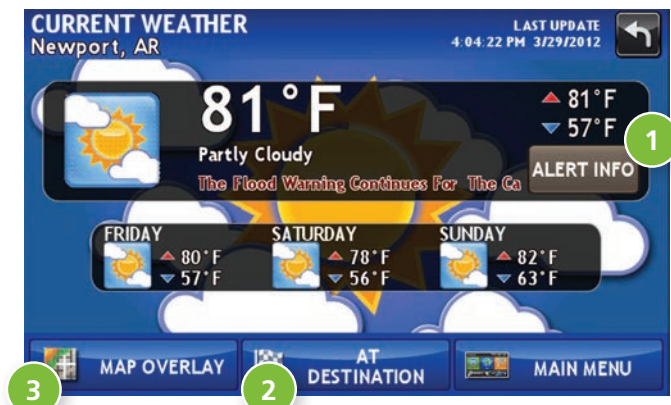 CURRENT WEATHER
Newport, AR
LAST UPDATE
4:04:22 PM 3/29/2012
81°F
81°F
57°F
1
Partly Cloudy
The Flood Warning Continues For The Ca
ALERT INFO
FRIDAY
80°F
57°F
SATURDAY
78°F
56°F
SUNDAY
82°F
63°F
MAP OVERLAY
AT
DESTINATION
MAIN MENU
3
2